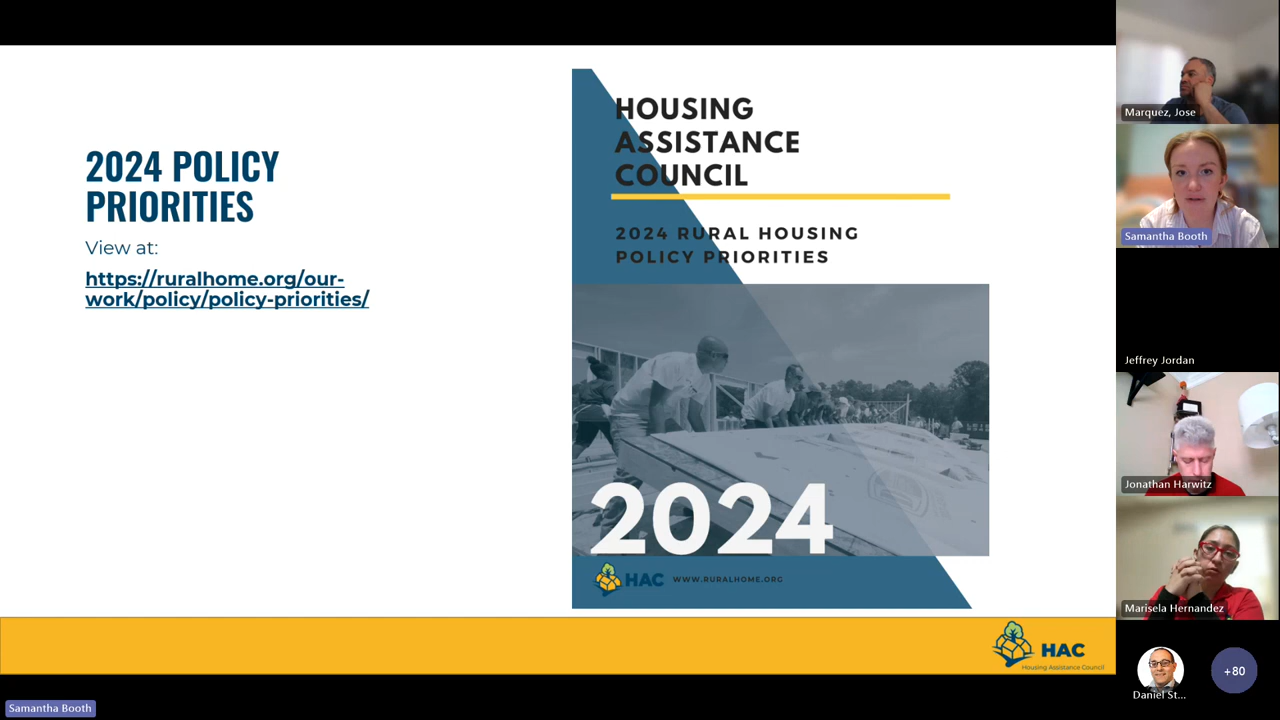 2024 POLICY
PRIORITIES
View at:
https://ruralhome.org/our-
work/policy/policy-priorities/
HOUSING
ASSISTANCE
COUNCIL
2024 RURAL HOUSING
POLICY PRIORITIES
2024
HAC
WWW.RURALHOME.ORG
HAC
Housing Assistance Council
Samantha Booth
Marquez, Jose
Samantha Booth
Jeffrey Jordan
Jonathan Harwitz
Marisela Hernandez
Daniel St...
+80